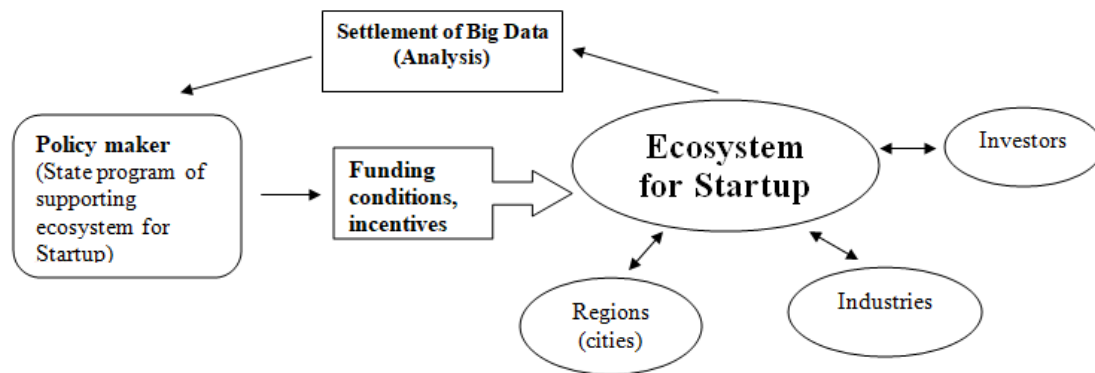 Settlement of Big Data
(Analysis)
Policy maker
(State program of
supporting
ecosystem for
Startup)
Funding
conditions,
incentives
Ecosystem
for Startup
Investors
Regions
(cities)
Industries